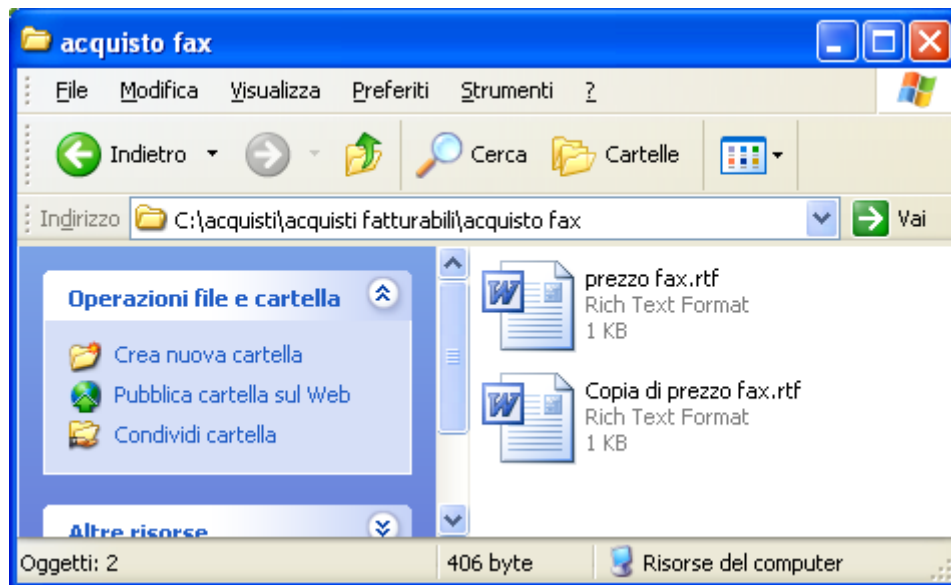 acquisto fax
File Modifica Visualizza Preferiti Strumenti ?
Indietro Cerca Cartelle
Indirizzo C:\acquisti\acquisti fatturabili\acquisto fax Vai
Operazioni file e cartella
Crea nuova cartella
Pubblica cartella sul Web
Condividi cartella
Altre risorse
prezzo fax.rtf
Rich Text Format
1 KB
Copia di prezzo fax.rtf
Rich Text Format
1 KB
Oggetti: 2 406 byte Risorse del computer